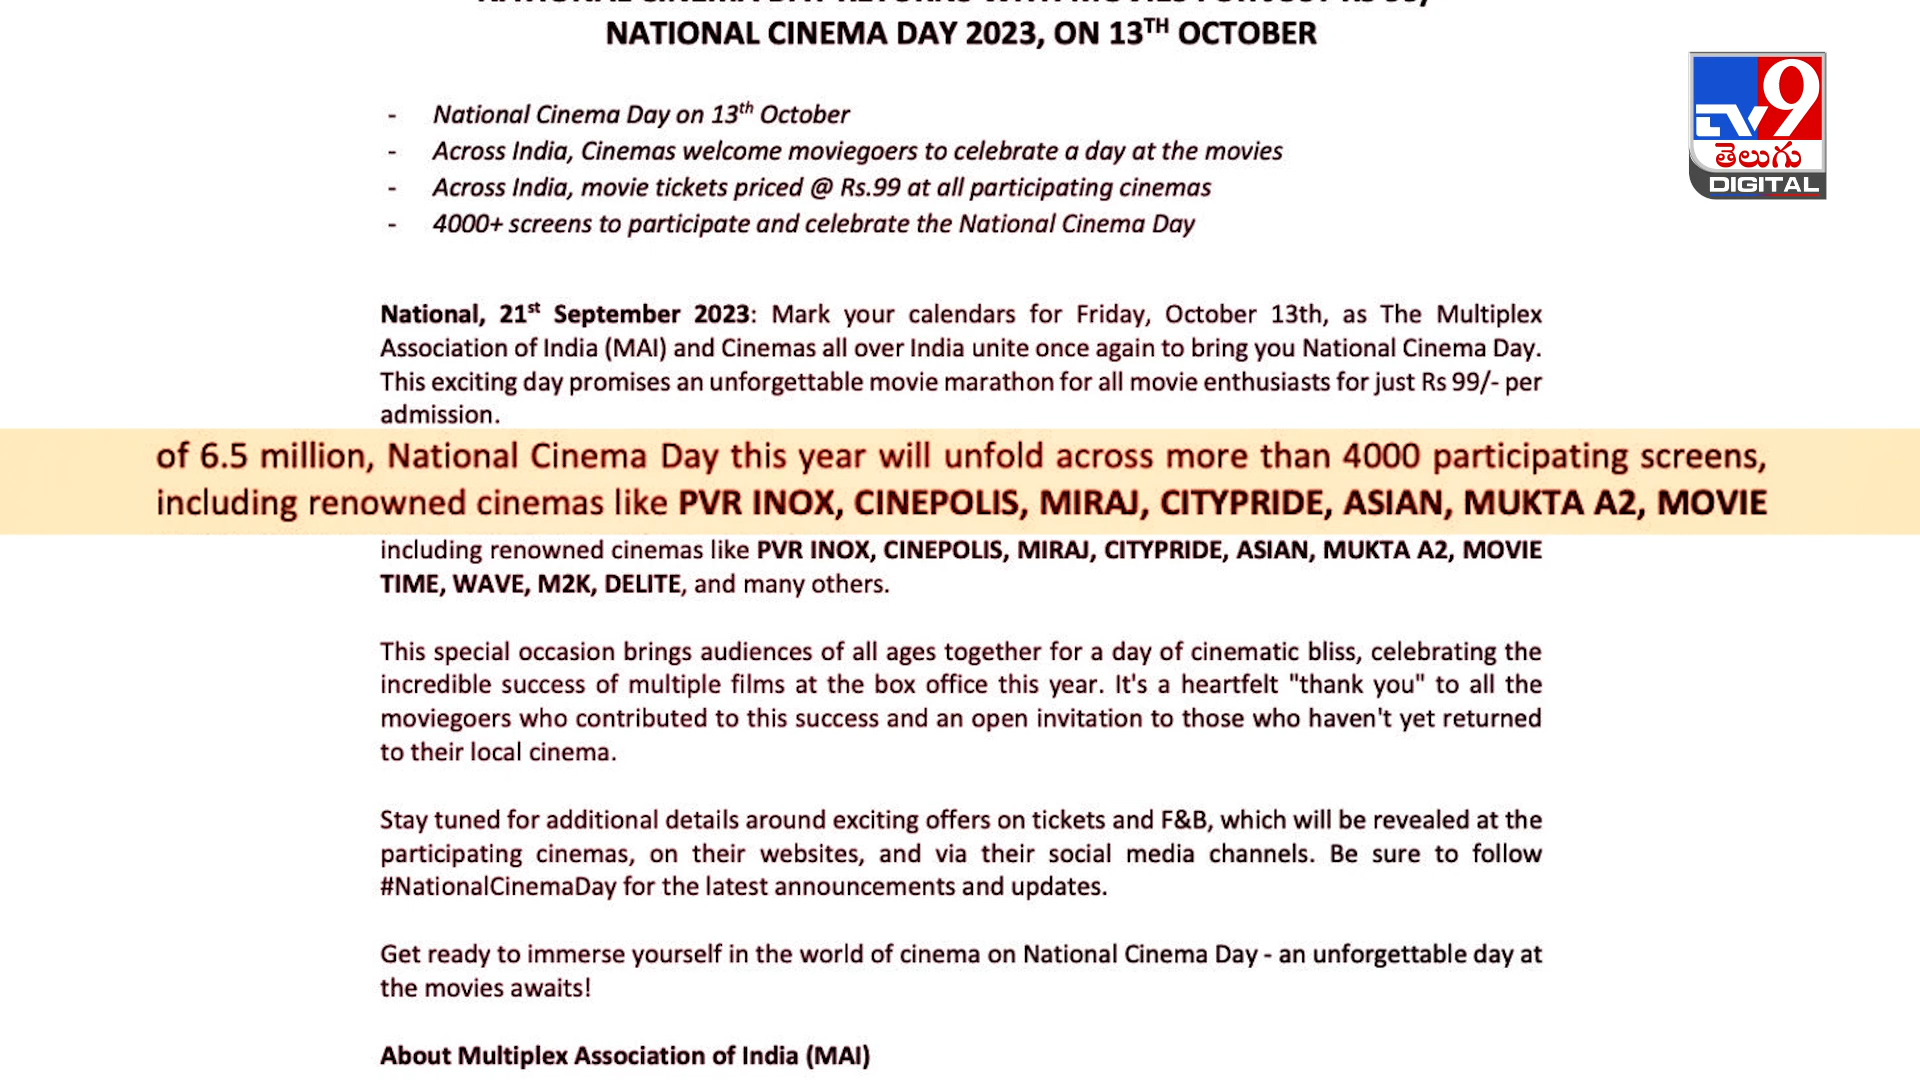 NATIONAL CINEMA DAY 2023, ON 13TH OCTOBER
TV9
తెలుగు
DIGITAL
- National Cinema Day on 13th October
- Across India, Cinemas welcome moviegoers to celebrate a day at the movies
- Across India, movie tickets priced @ Rs.99 at all participating cinemas
- 4000+ screens to participate and celebrate the National Cinema Day
National, 21st September 2023: Mark your calendars for Friday, October 13th, as The Multiplex
Association of India (MAI) and Cinemas all over India unite once again to bring you National Cinema Day.
This exciting day promises an unforgettable movie marathon for all movie enthusiasts for just Rs 99/- per
admission.
of 6.5 million, National Cinema Day this year will unfold across more than 4000 participating screens,
including renowned cinemas like PVR INOX, CINEPOLIS, MIRAJ, CITYPRIDE, ASIAN, MUKTA A2, MOVIE
including renowned cinemas like PVR INOX, CINEPOLIS, MIRAJ, CITYPRIDE, ASIAN, MUKTA A2, MOVIE
TIME, WAVE, M2K, DELITE, and many others.
This special occasion brings audiences of all ages together for a day of cinematic bliss, celebrating the
incredible success of multiple films at the box office this year. It's a heartfelt "thank you" to all the
moviegoers who contributed to this success and an open invitation to those who haven't yet returned
to their local cinema.
Stay tuned for additional details around exciting offers on tickets and F&B, which will be revealed at the
participating cinemas, on their websites, and via their social media channels. Be sure to follow
#NationalCinemaDay for the latest announcements and updates.
Get ready to immerse yourself in the world of cinema on National Cinema Day - an unforgettable day at
the movies awaits!
About Multiplex Association of India (MAI)